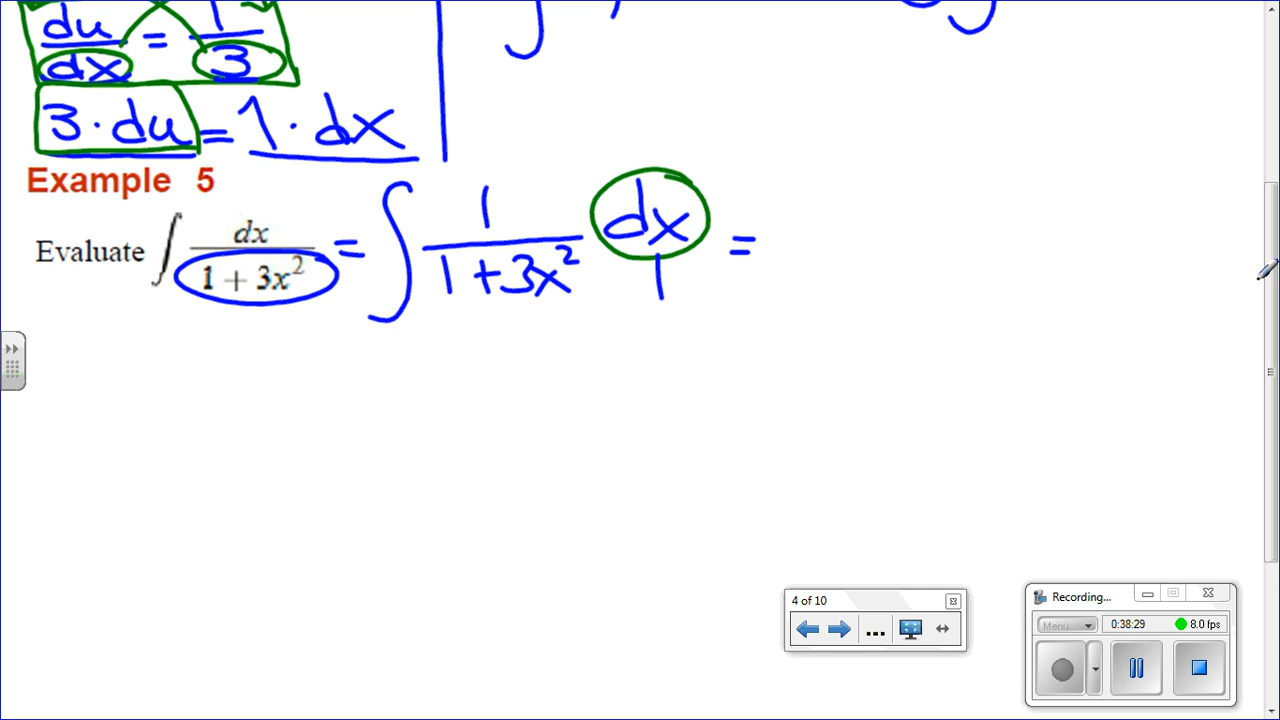 du/dx = 1/3
3 · du = 1 · dx
Example 5
Evaluate ∫ dx/(1 + 3x²) = ∫ 1/(1+3x²) dx/1 =
4 of 10
...
Recording...
Menu 0:38:29 8.0 fps